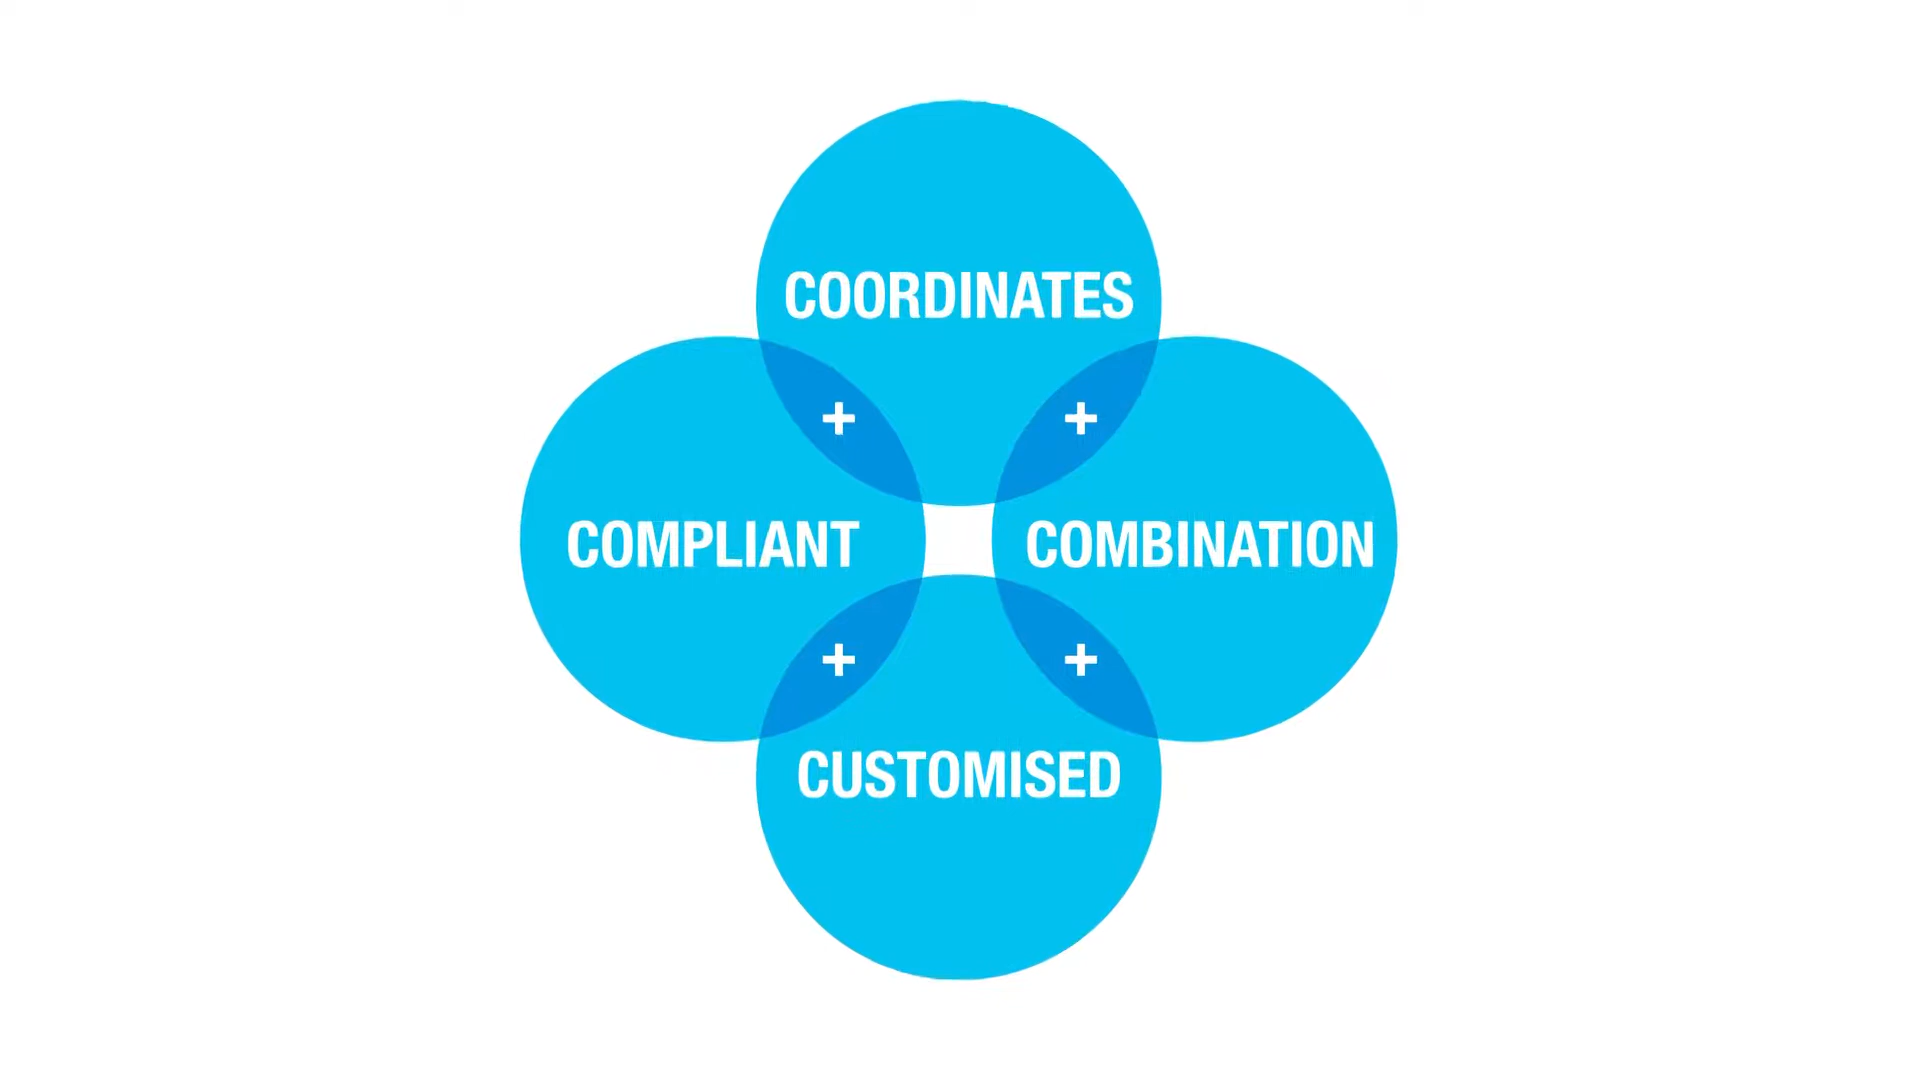 COORDINATES
+ +
COMPLIANT COMBINATION
+ +
CUSTOMISED